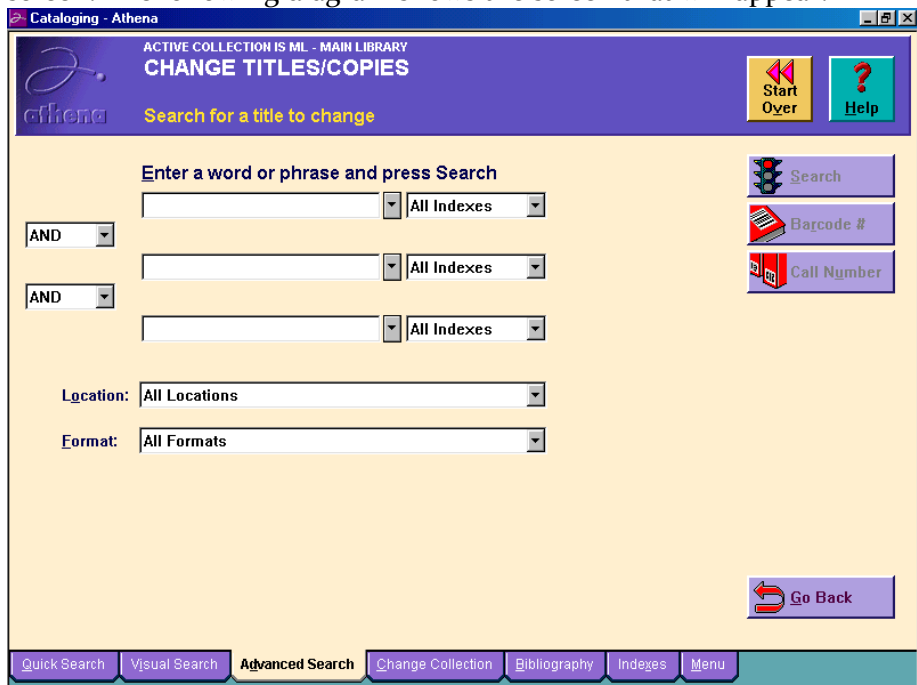 Cataloging - Athena
ACTIVE COLLECTION IS ML - MAIN LIBRARY
CHANGE TITLES/COPIES
athena
Search for a title to change
Start Over
Help
Enter a word or phrase and press Search
All Indexes
AND
All Indexes
AND
All Indexes
Location: All Locations
Format: All Formats
Search
Barcode #
Call Number
Go Back
Quick Search Visual Search Advanced Search Change Collection Bibliography Indexes Menu